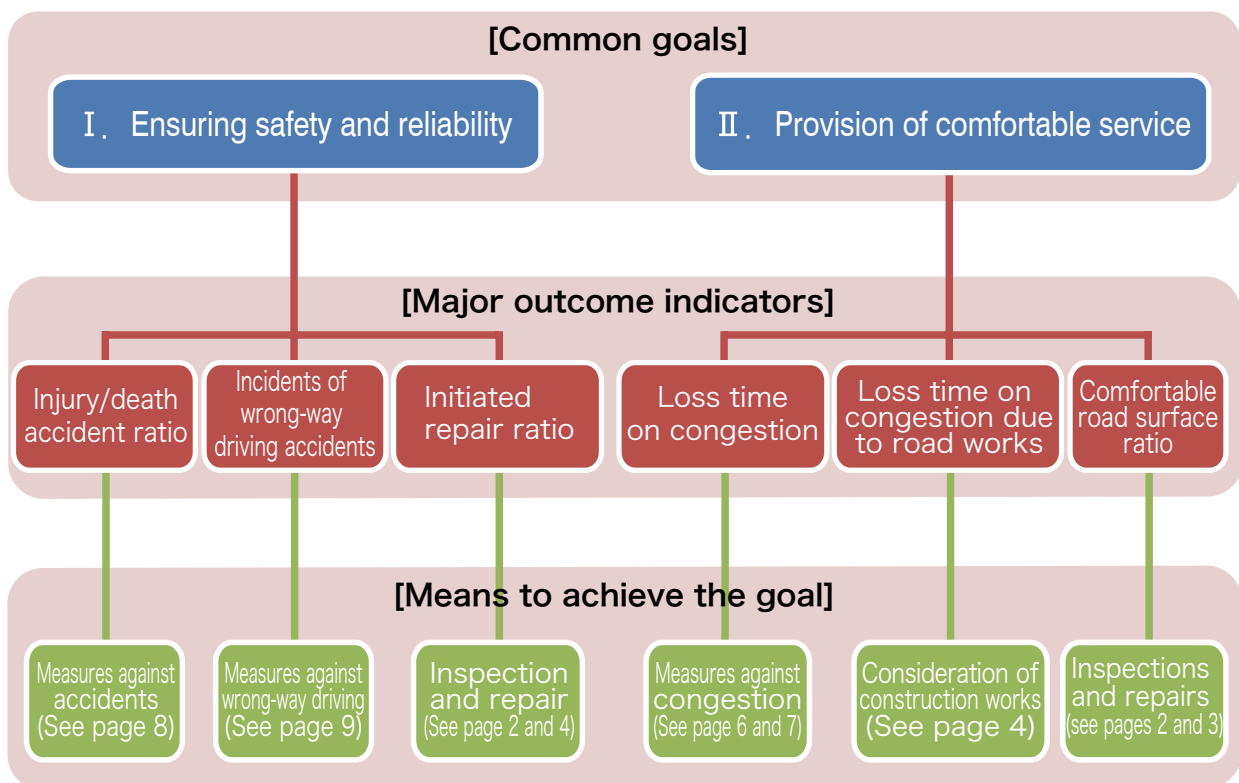 [Common goals]
Ⅰ. Ensuring safety and reliability
Ⅱ. Provision of comfortable service
[Major outcome indicators]
Injury/death
accident ratio
Incidents of
wrong-way
driving accidents
Initiated
repair ratio
Loss time
on congestion
Loss time on
congestion due
to road works
Comfortable
road surface
ratio
[Means to achieve the goal]
Measures against
accidents
(See page 8)
Measures against
wrong-way driving
(See page 9)
Inspection
and repair
(See page 2 and 4)
Measures against
congestion
(See page 6 and 7)
Consideration of
construction works
(See page 4)
Inspections
and repairs
(see pages 2 and 3)